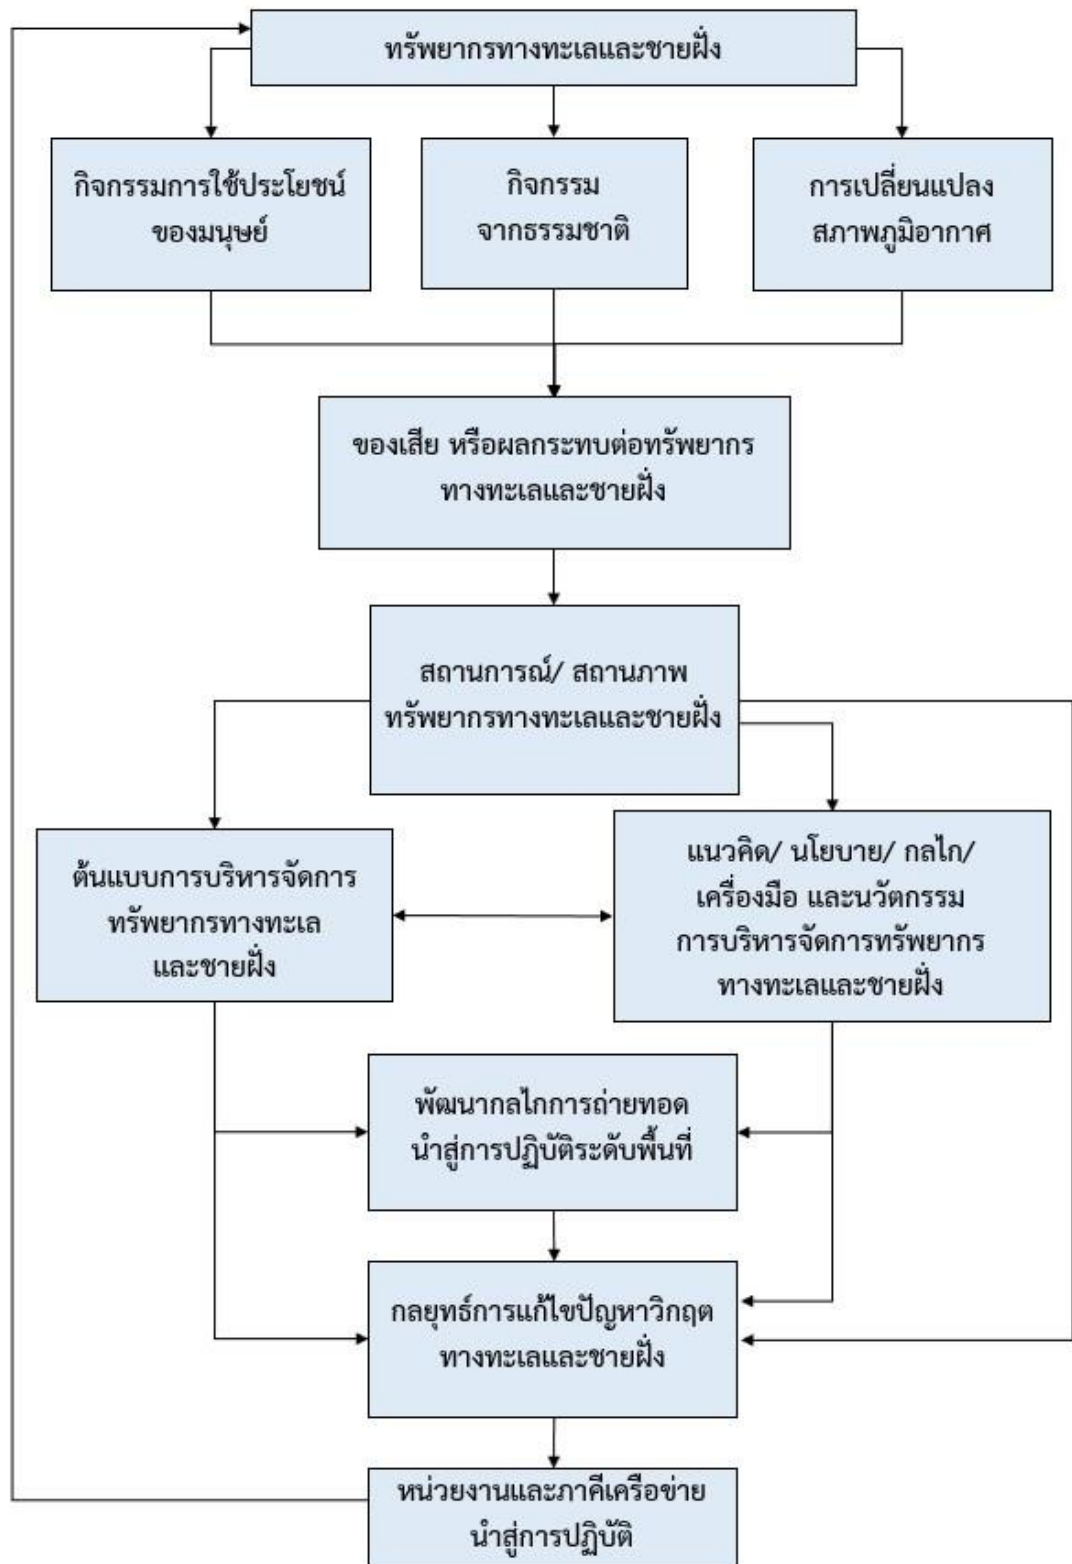 ทรัพยากรทางทะเลและชายฝั่ง
กิจกรรมการใช้ประโยชน์
ของมนุษย์
กิจกรรม
จากธรรมชาติ
การเปลี่ยนแปลง
สภาพภูมิอากาศ
ของเสีย หรือผลกระทบต่อทรัพยากร
ทางทะเลและชายฝั่ง
สถานการณ์/ สถานภาพ
ทรัพยากรทางทะเลและชายฝั่ง
ต้นแบบการบริหารจัดการ
ทรัพยากรทางทะเล
และชายฝั่ง
แนวคิด/ นโยบาย/ กลไก/
เครื่องมือ และนวัตกรรม
การบริหารจัดการทรัพยากร
ทางทะเลและชายฝั่ง
พัฒนากลไกการถ่ายทอด
นำสู่การปฏิบัติระดับพื้นที่
กลยุทธ์การแก้ไขปัญหาวิกฤต
ทางทะเลและชายฝั่ง
หน่วยงานและภาคีเครือข่าย
นำสู่การปฏิบัติ